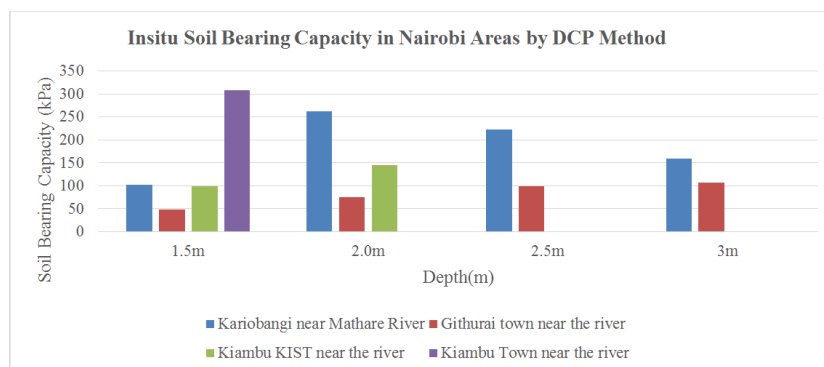 Insitu Soil Bearing Capacity in Nairobi Areas by DCP Method
Soil Bearing Capacity (kPa)
350
300
250
200
150
100
50
0
1.5m 2.0m 2.5m 3m
Depth(m)
Kariobangi near Mathare River Githurai town near the river
Kiambu KIST near the river Kiambu Town near the river